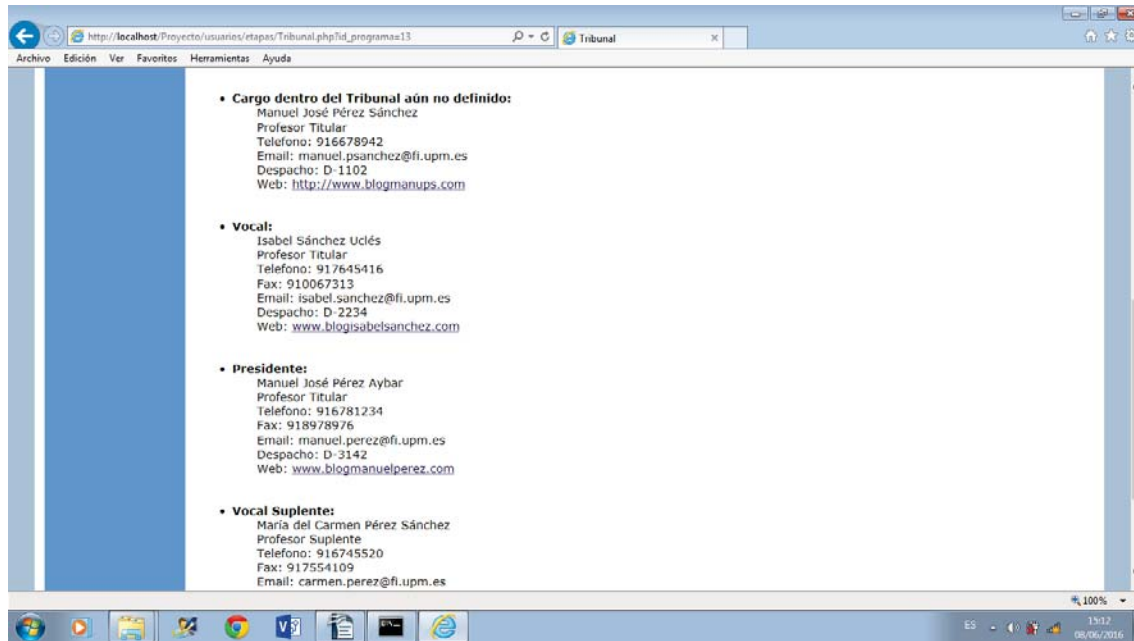 http://localhost/Proyecto/usuarios/etapas/Tribunal.php?id_programa=13
Tribunal
Archivo Edición Ver Favoritos Herramientas Ayuda
• Cargo dentro del Tribunal aún no definido:
Manuel José Pérez Sánchez
Profesor Titular
Telefono: 916678942
Email: manuel.psanchez@fi.upm.es
Despacho: D-1102
Web: http://www.blogmanups.com
• Vocal:
Isabel Sánchez Uclés
Profesor Titular
Telefono: 917645416
Fax: 910067313
Email: isabel.sanchez@fi.upm.es
Despacho: D-2234
Web: www.blogisabelsanchez.com
• Presidente:
Manuel José Pérez Aybar
Profesor Titular
Telefono: 916781234
Fax: 918978976
Email: manuel.perez@fi.upm.es
Despacho: D-3142
Web: www.blogmanuelperez.com
• Vocal Suplente:
María del Carmen Pérez Sánchez
Profesor Suplente
Telefono: 916745520
Fax: 917554109
Email: carmen.perez@fi.upm.es
100%
ES
15:12
08/06/2016